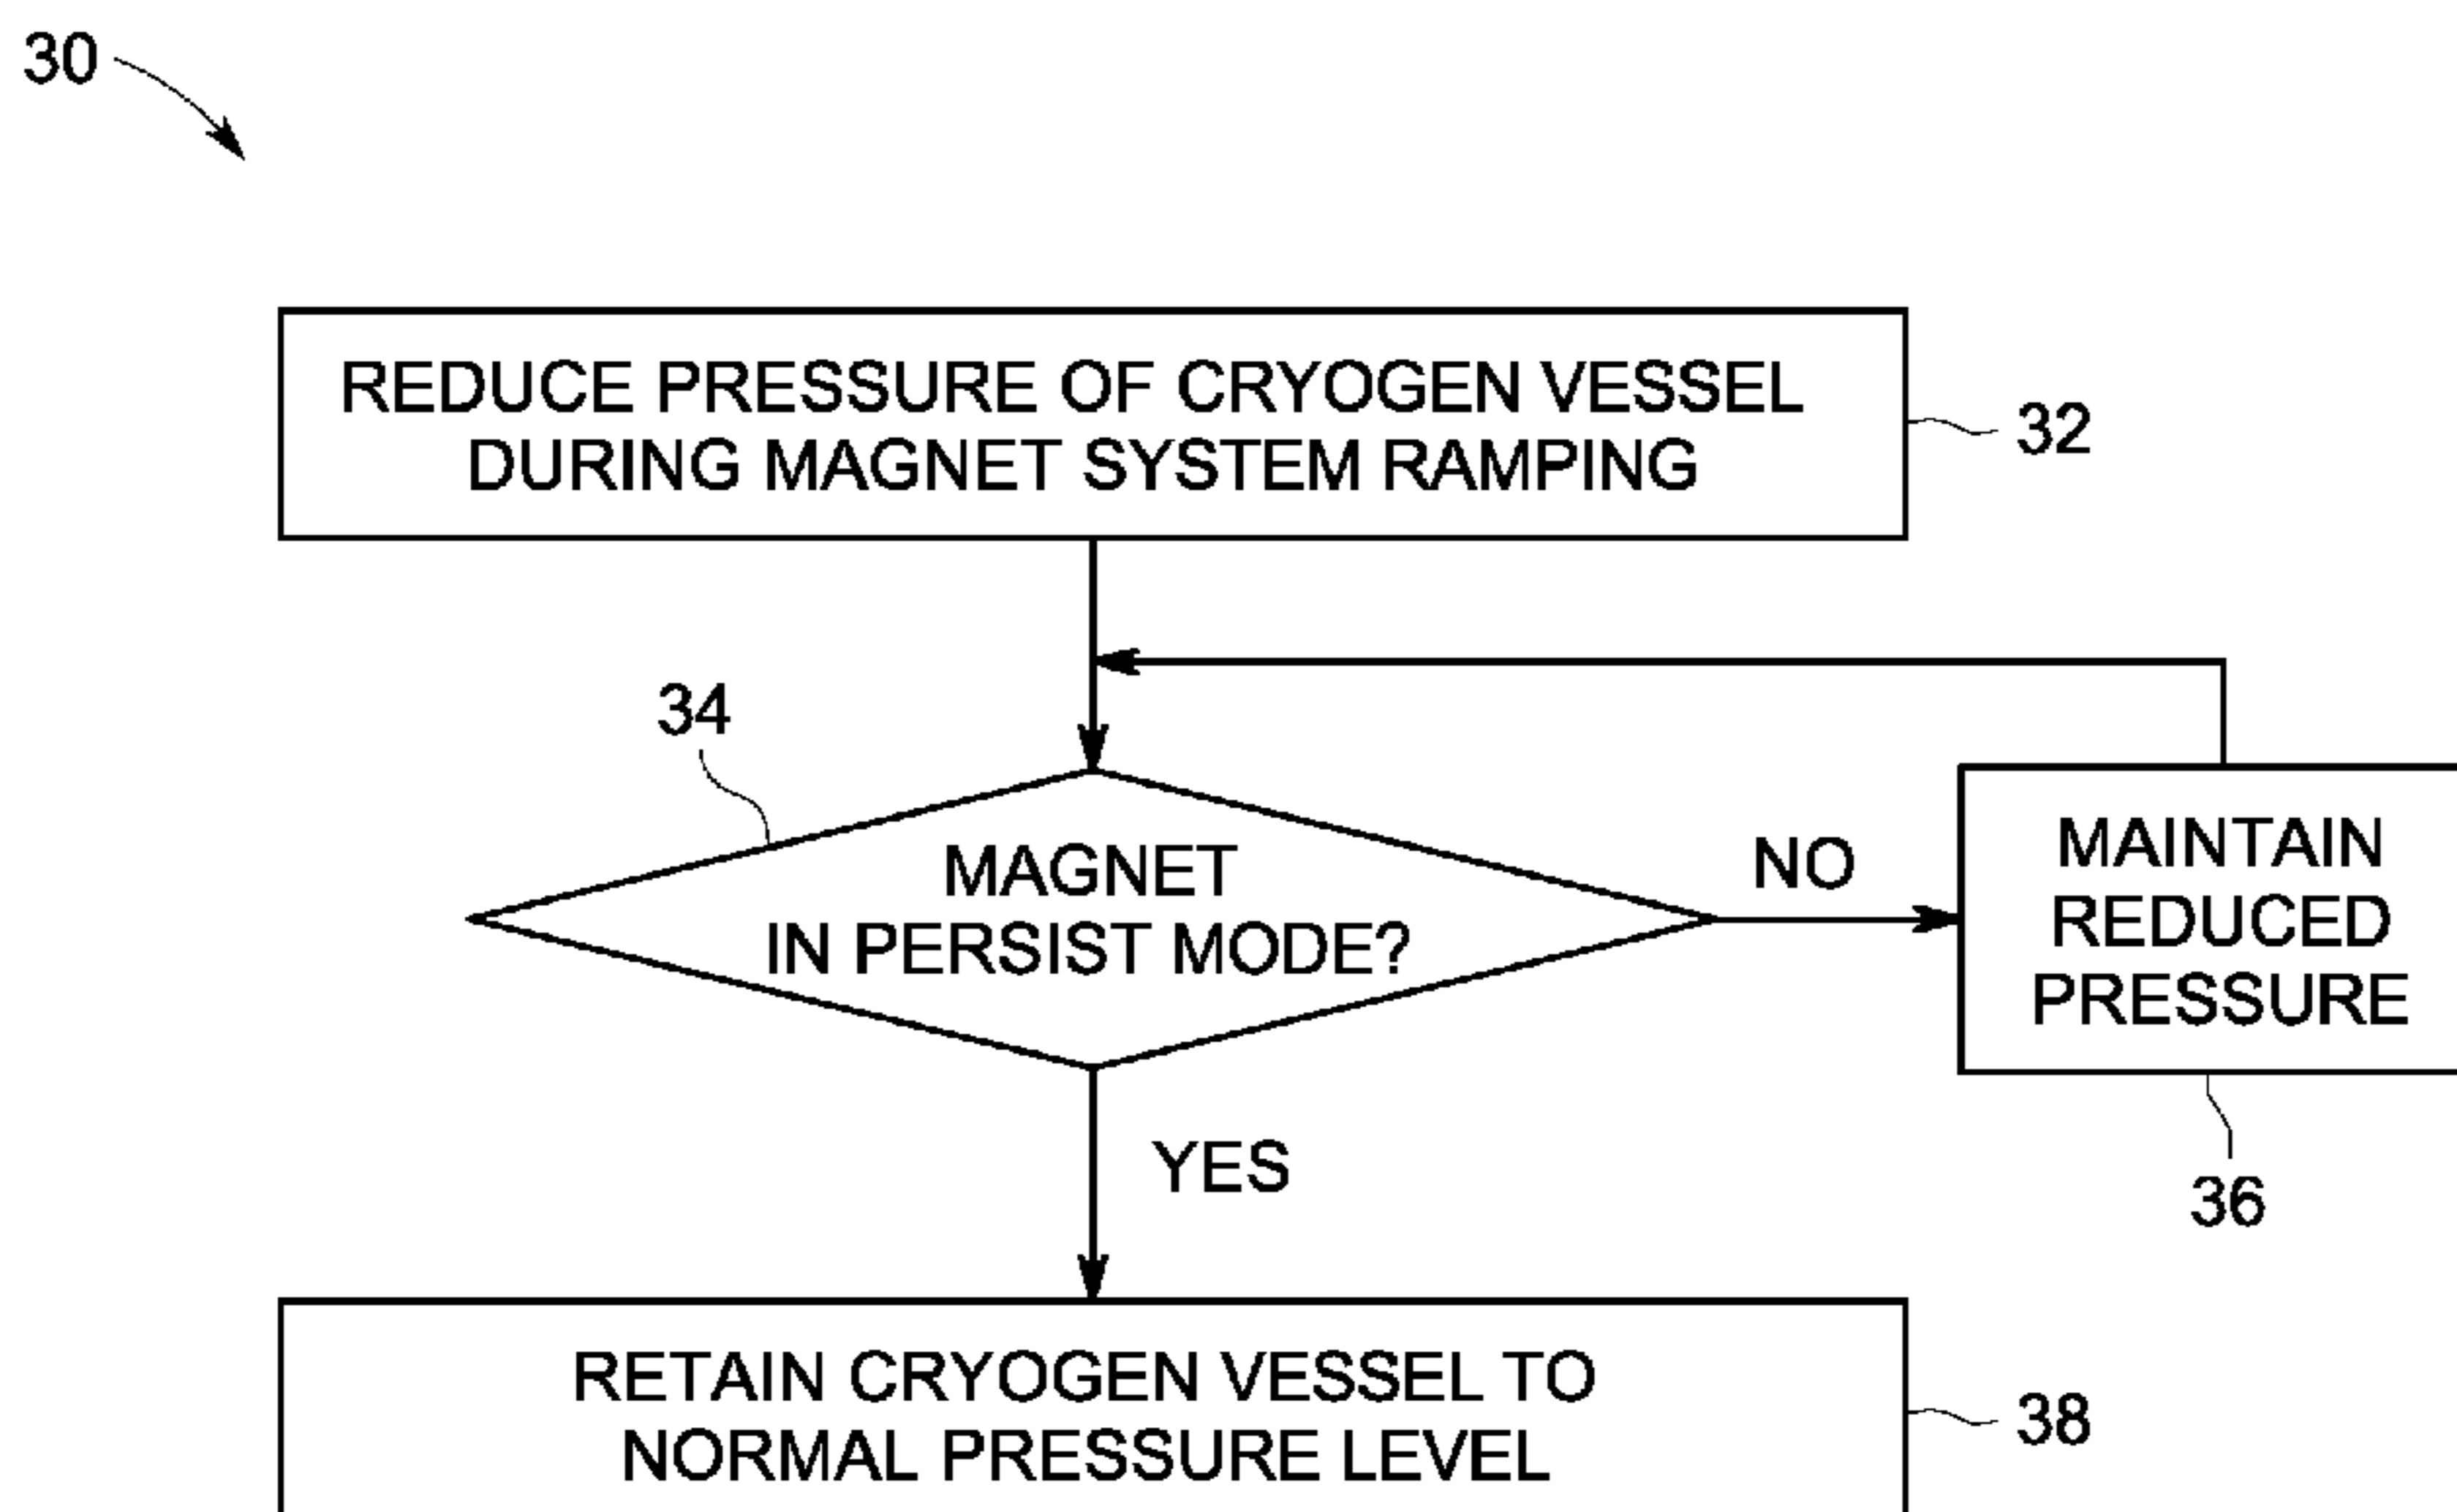 30
REDUCE PRESSURE OF CRYOGEN VESSEL
DURING MAGNET SYSTEM RAMPING
32
34
MAGNET
IN PERSIST MODE?
NO
MAINTAIN
REDUCED
PRESSURE
36
YES
RETAIN CRYOGEN VESSEL TO
NORMAL PRESSURE LEVEL
38